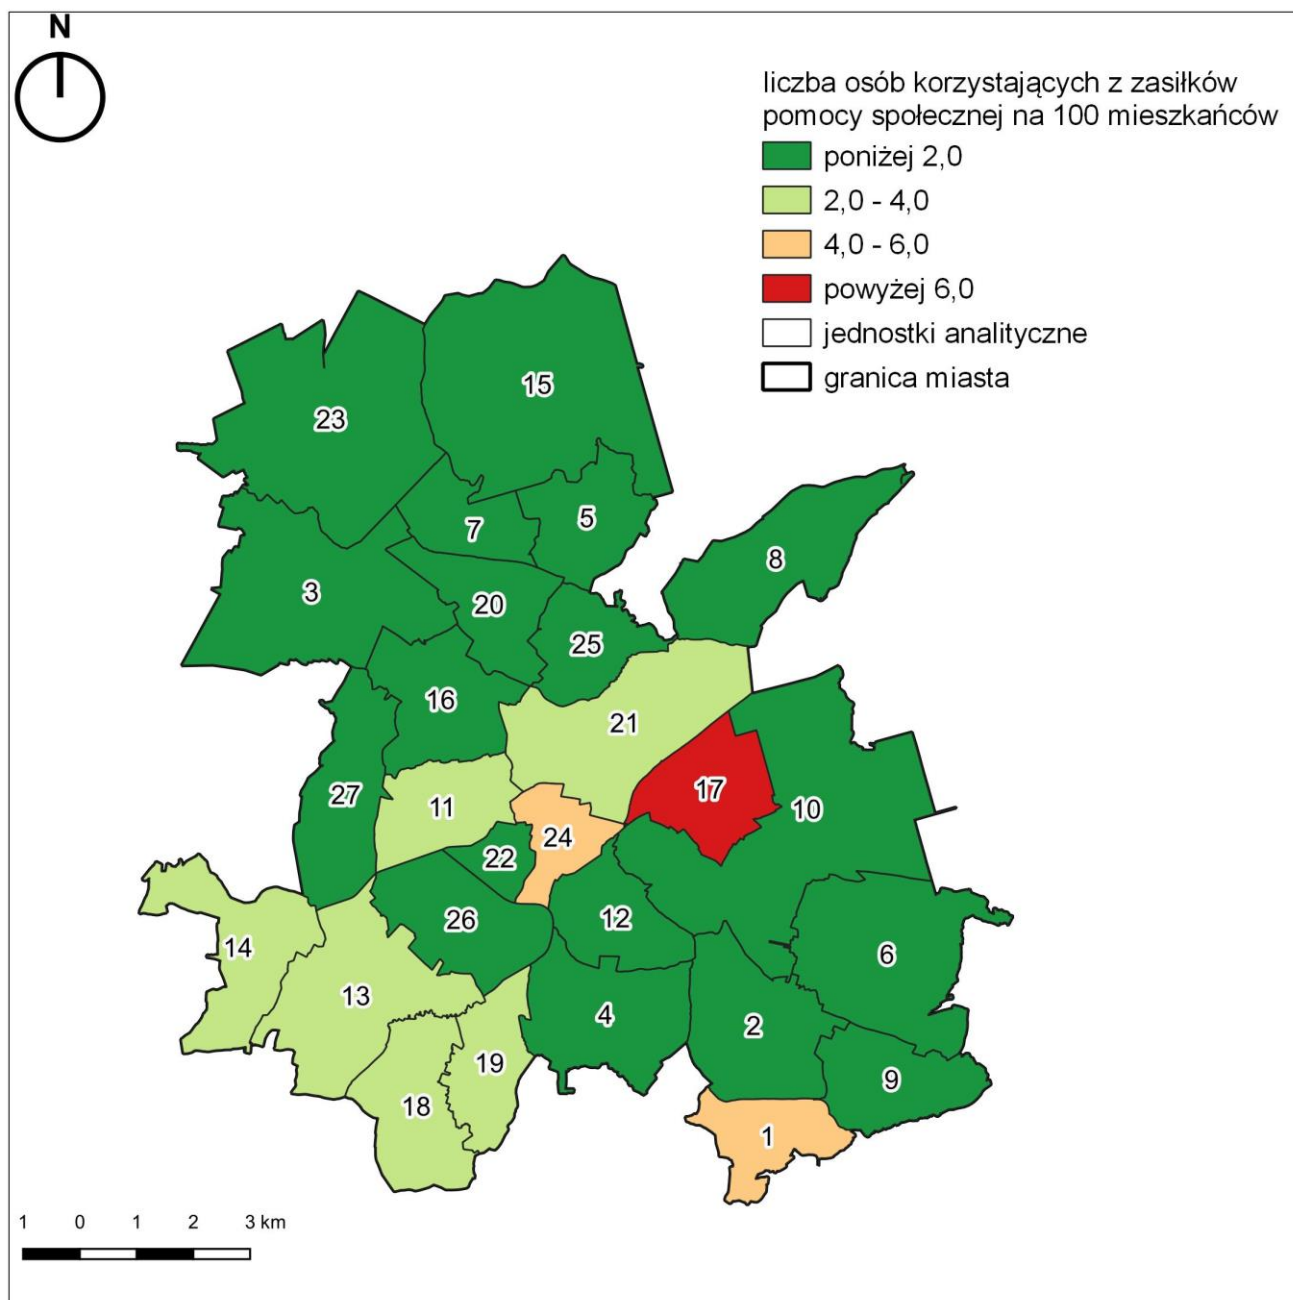 N
liczba osób korzystających z zasiłków
pomocy społecznej na 100 mieszkańców
poniżej 2,0
2,0 - 4,0
4,0 - 6,0
powyżej 6,0
jednostki analityczne
granica miasta
15
23
5
7
8
3
20
25
16
21
17
27
11
10
24
22
26
12
14
6
13
4
2
19
9
18
1
1 0 1 2 3 km